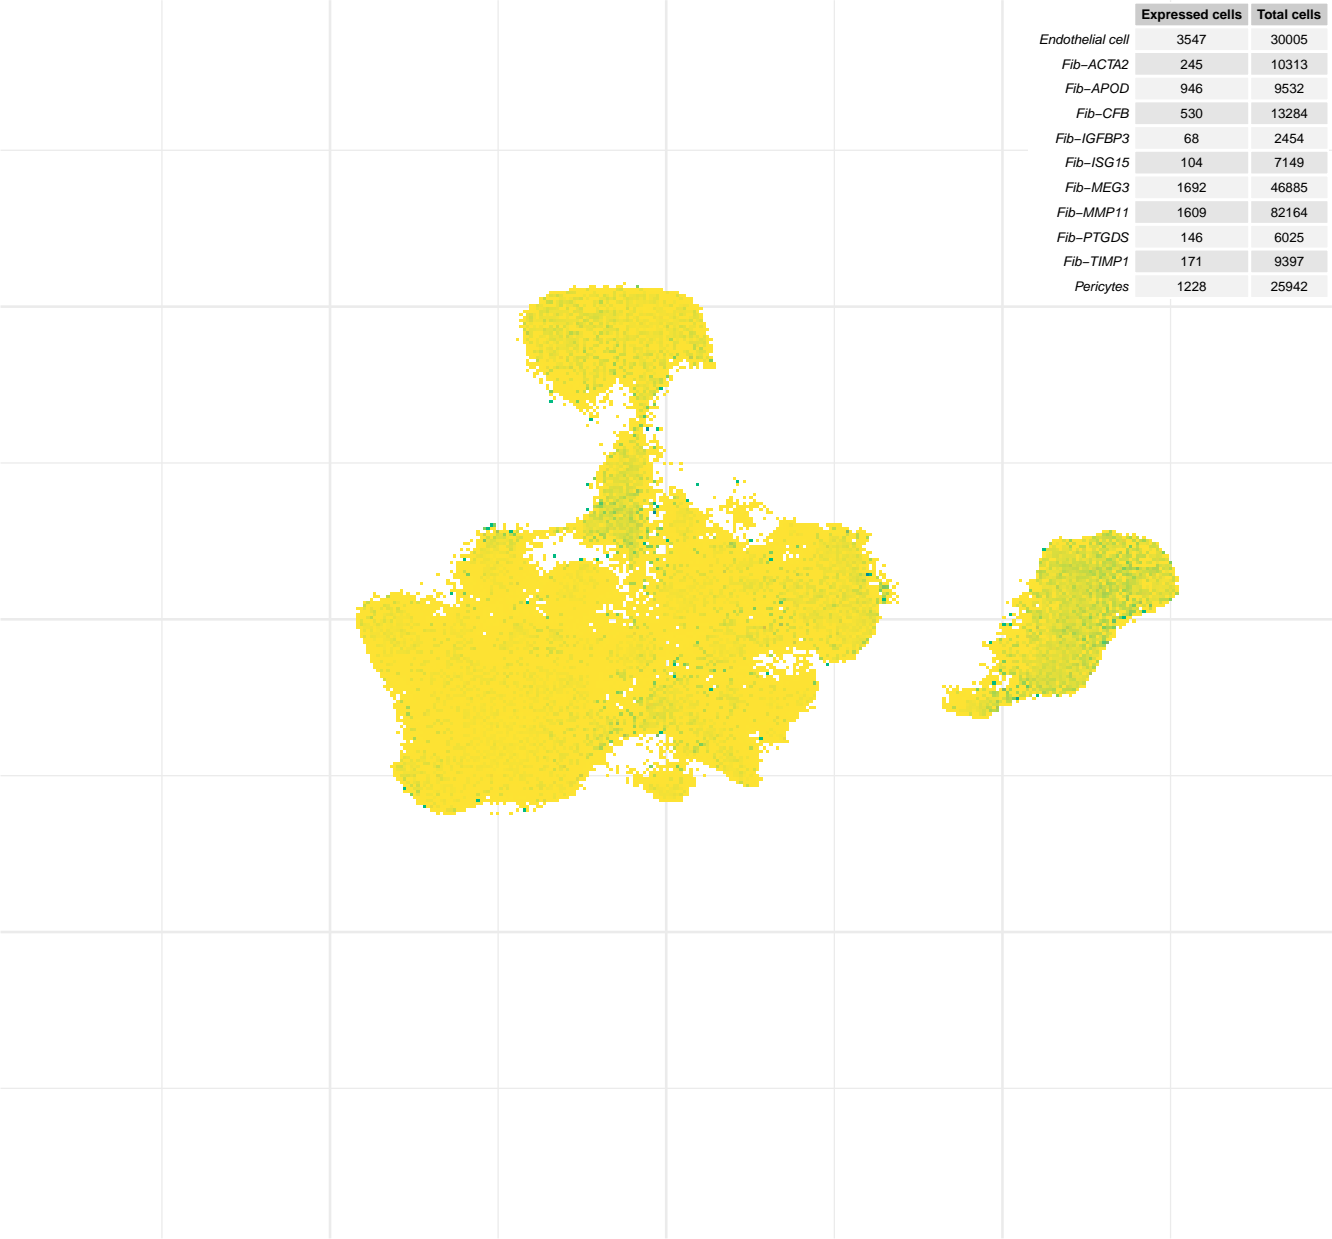 Expressed cells Total cells
Endothelial cell 3547 30005
Fib−ACTA2 245 10313
Fib−APOD 946 9532
Fib−CFB 530 13284
Fib−IGFBP3 68 2454
Fib−ISG15 104 7149
Fib−MEG3 1692 46885
Fib−MMP11 1609 82164
Fib−PTGDS 146 6025
Fib−TIMP1 171 9397
Pericytes 1228 25942